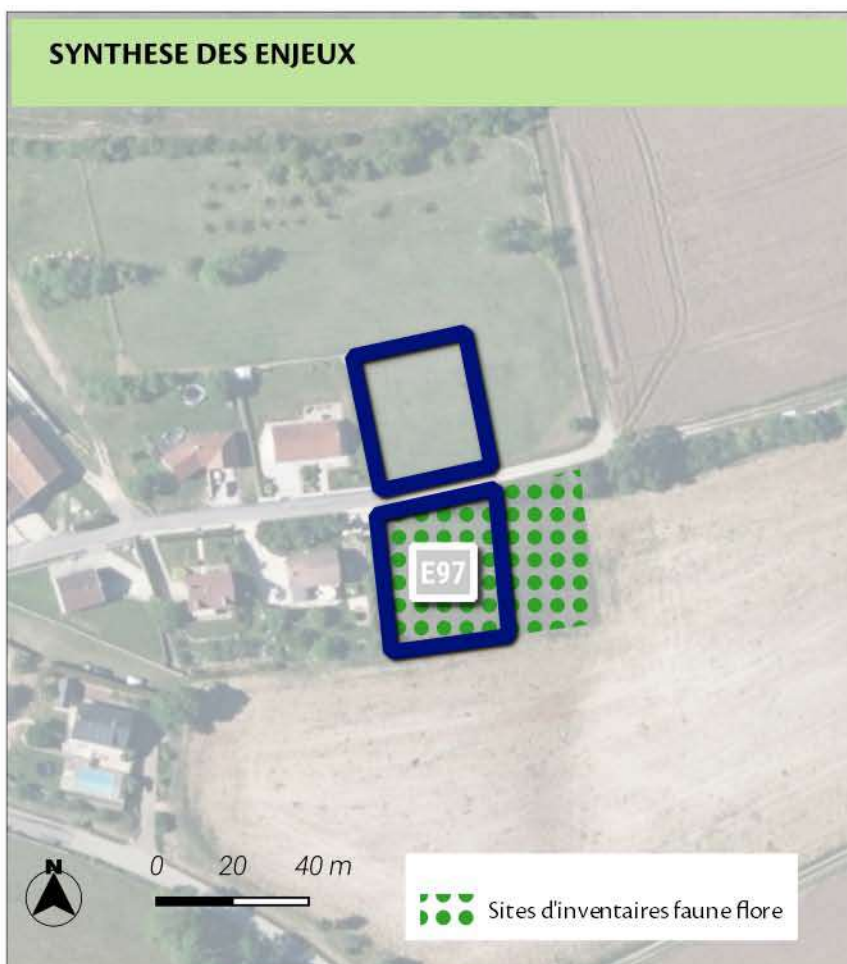 SYNTHESE DES ENJEUX
E97
N
0 20 40 m
Sites d'inventaires faune flore